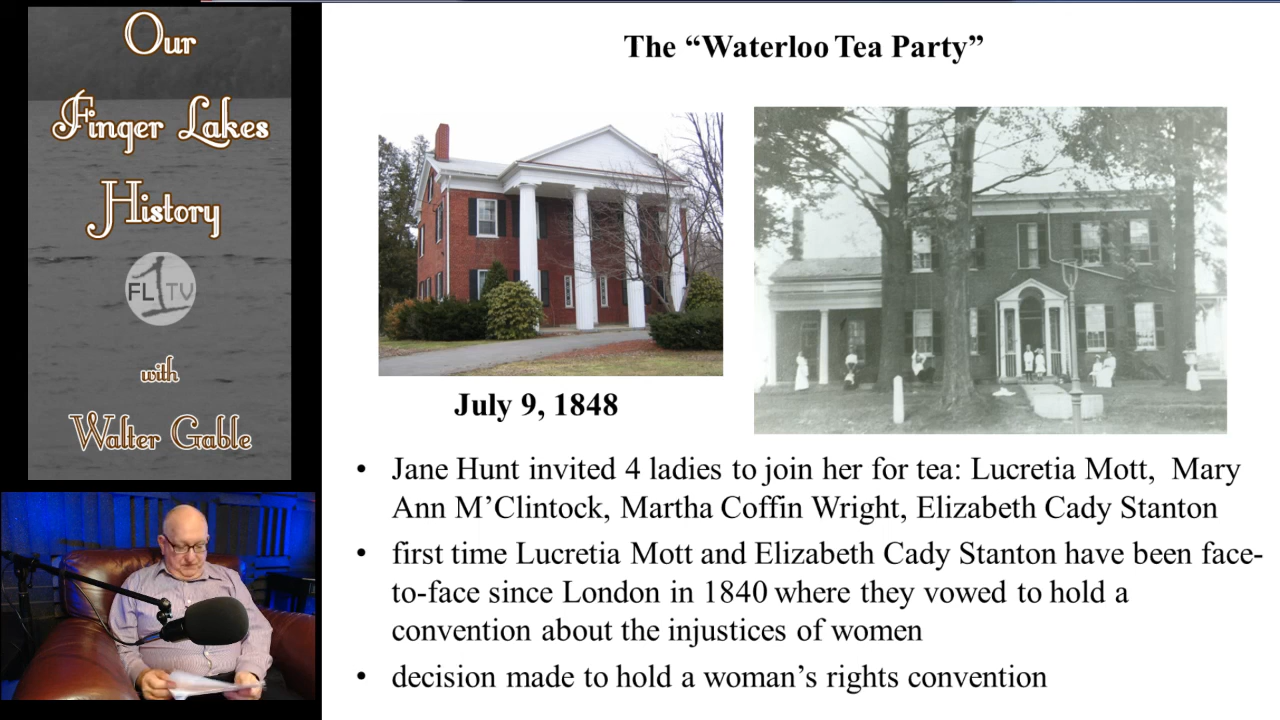 Our
Finger Lakes
History
FL1TV
with
Walter Gable
The “Waterloo Tea Party”
July 9, 1848
• Jane Hunt invited 4 ladies to join her for tea: Lucretia Mott, Mary
Ann M’Clintock, Martha Coffin Wright, Elizabeth Cady Stanton
• first time Lucretia Mott and Elizabeth Cady Stanton have been face-
to-face since London in 1840 where they vowed to hold a
convention about the injustices of women
• decision made to hold a woman’s rights convention